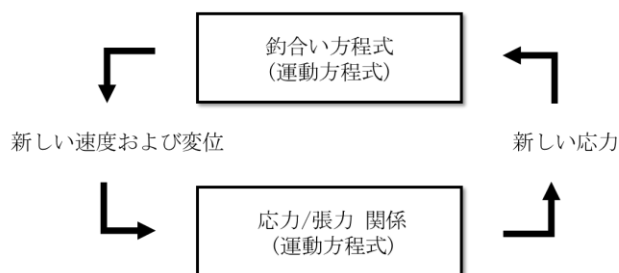 釣合い方程式
(運動方程式)
新しい速度および変位
新しい応力
応力/張力 関係
(運動方程式)